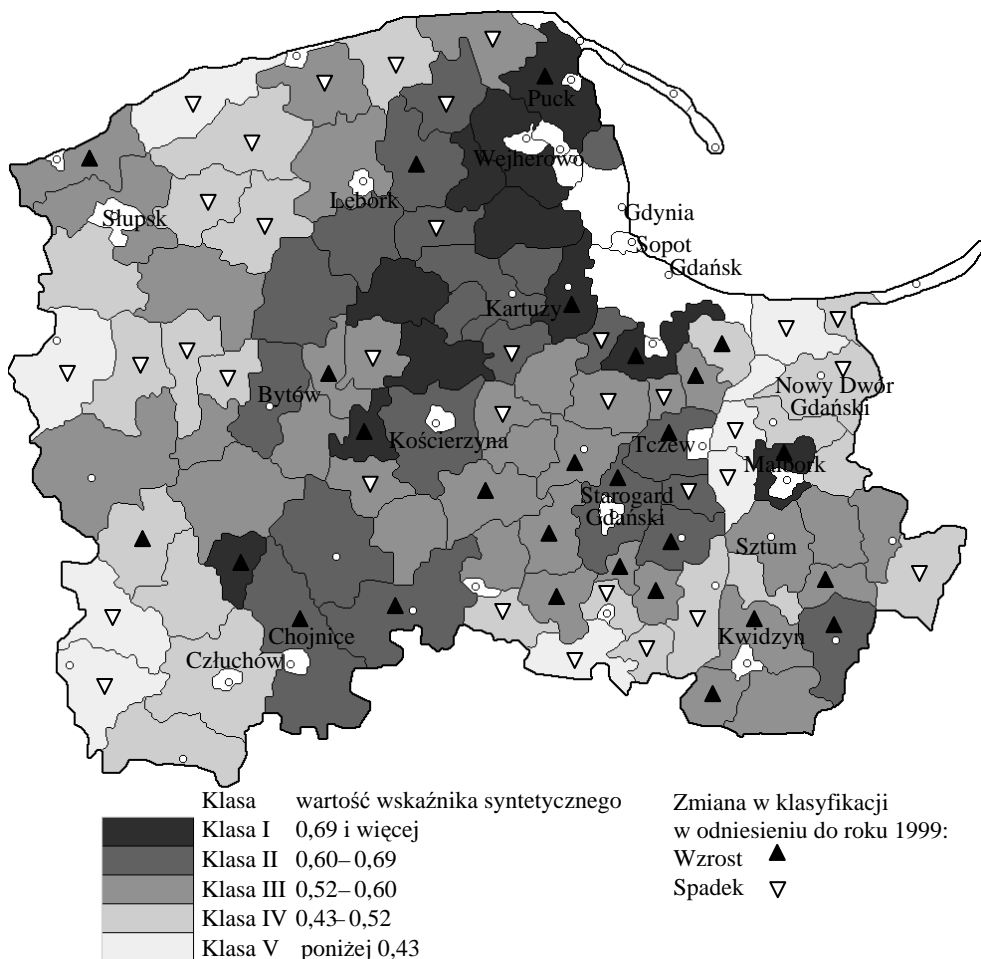 Puck
Wejherowo
Lębork
Słupsk
Gdynia
Sopot
Gdańsk
Kartuży
Bytów
Nowy Dwór
Gdański
Kościerzyna
Tczew
Malbork
Starogard
Gdański
Sztum
Chojnice
Kwidzyn
Człuchów
Klasa wartość wskaźnika syntetycznego
Klasa I 0,69 i więcej
Klasa II 0,60–0,69
Klasa III 0,52–0,60
Klasa IV 0,43–0,52
Klasa V poniżej 0,43
Zmiana w klasyfikacji
w odniesieniu do roku 1999:
Wzrost
Spadek